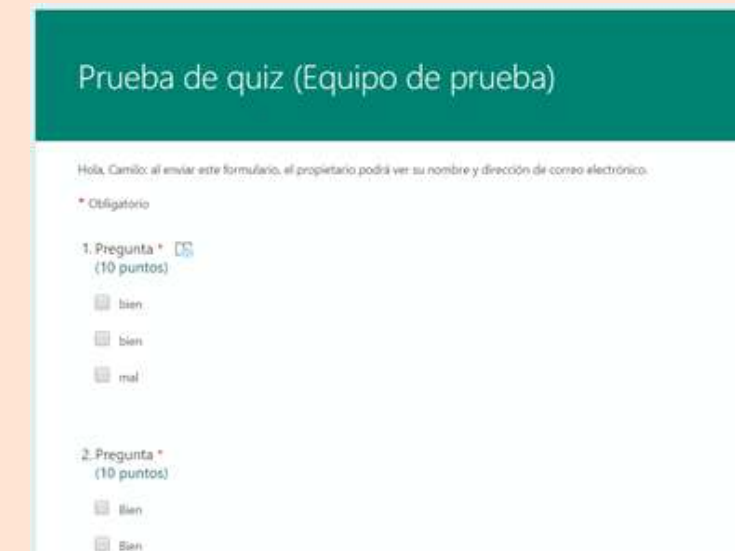 Prueba de quiz (Equipo de prueba)
Hola, Camilo: al enviar este formulario, el propietario podrá ver su nombre y dirección de correo electrónico.
* Obligatorio
1. Pregunta *
(10 puntos)
bien
bien
mal
2. Pregunta *
(10 puntos)
Bien
Bien